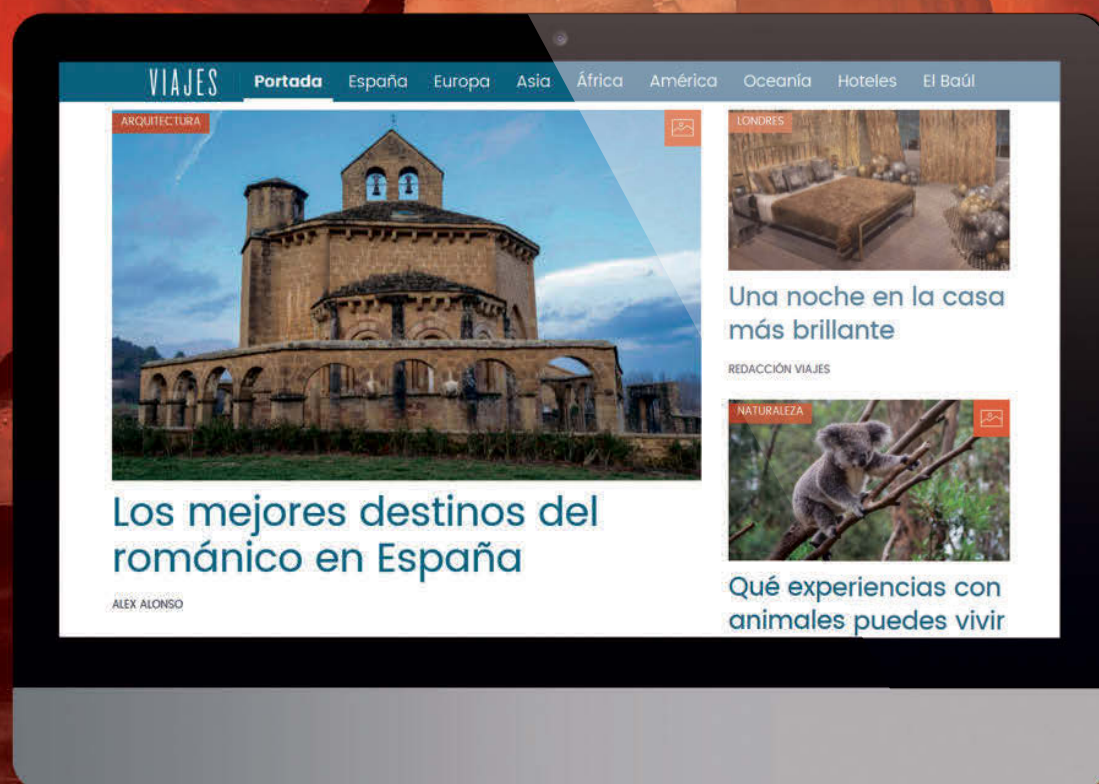 VIAJES Portada España Europa Asia África América Oceanía Hoteles El Baúl
ARQUITECTURA
Los mejores destinos del
románico en España
ALEX ALONSO
LONDRES
Una noche en la casa
más brillante
REDACCIÓN VIAJES
NATURALEZA
Qué experiencias con
animales puedes vivir